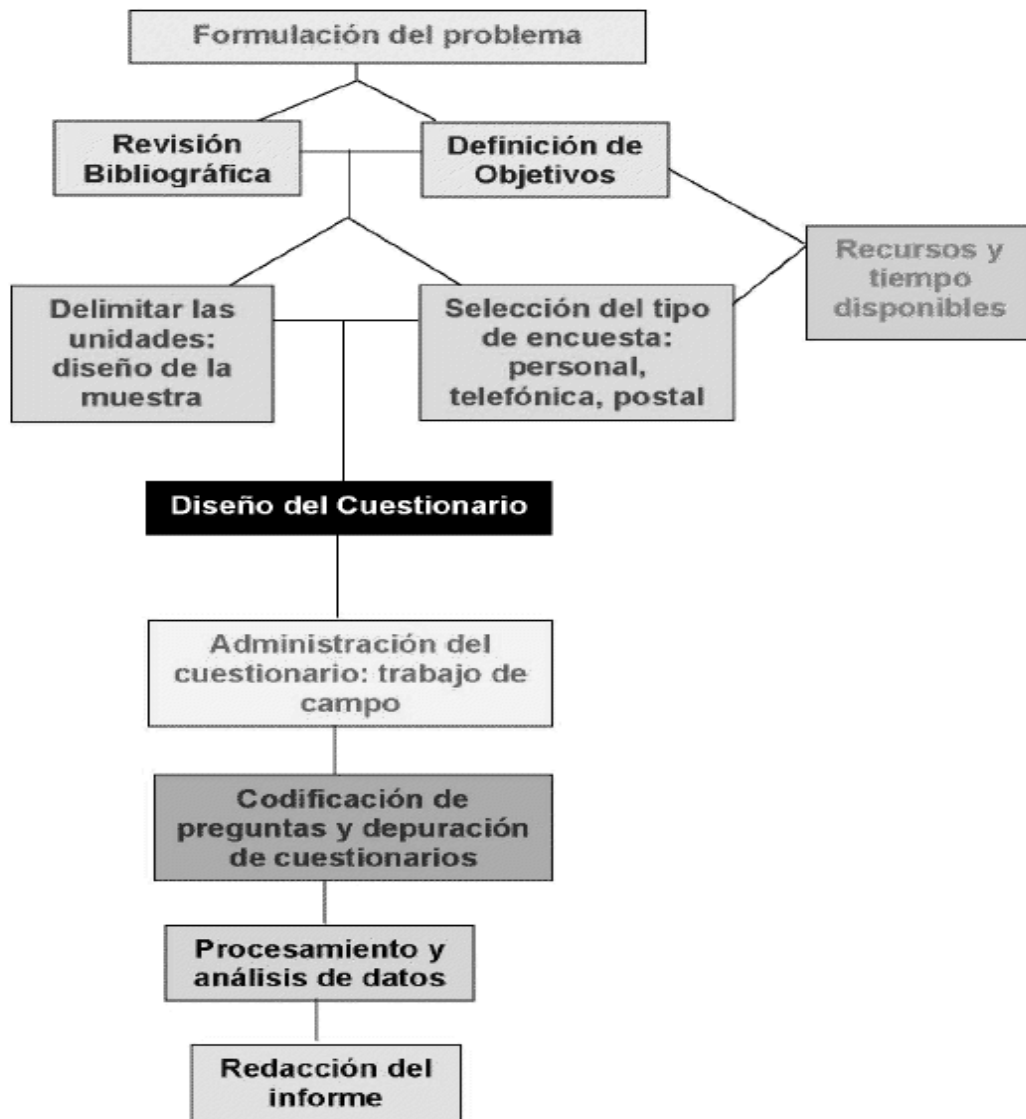 Formulación del problema
Revisión
Bibliográfica
Definición de
Objetivos
Recursos y
tiempo
disponibles
Delimitar las
unidades:
diseño de la
muestra
Selección del tipo
de encuesta:
personal,
telefónica, postal
Diseño del Cuestionario
Administración del
cuestionario: trabajo de
campo
Codificación de
preguntas y depuración
de cuestionarios
Procesamiento y
análisis de datos
Redacción del
informe